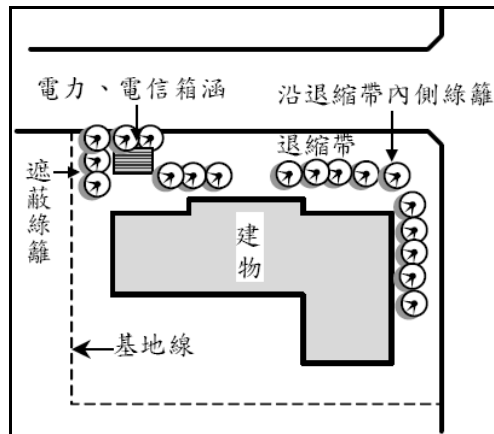 電力、電信箱涵
沿退縮帶內側綠籬
退縮帶
遮蔽綠籬
建物
基地線